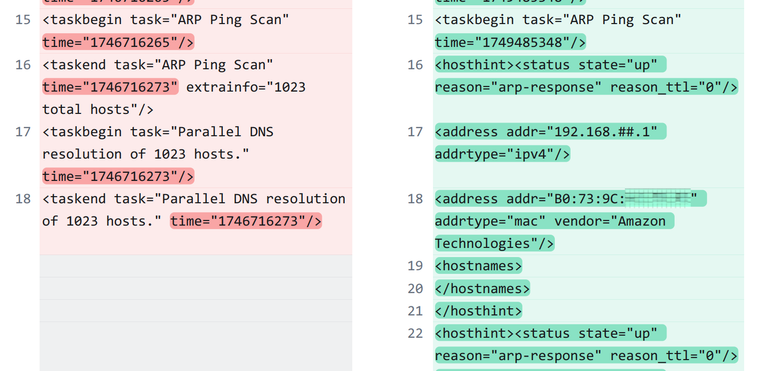 15 <taskbegin task="ARP Ping Scan"
time="1746716265"/>
16 <taskend task="ARP Ping Scan"
time="1746716273" extrainfo="1023
total hosts"/>
17 <taskbegin task="Parallel DNS
resolution of 1023 hosts."
time="1746716273"/>
18 <taskend task="Parallel DNS resolution
of 1023 hosts." time="1746716273"/>
15 <taskbegin task="ARP Ping Scan"
time="1749485348"/>
16 <hosthint><status state="up"
reason="arp-response" reason_ttl="0"/>
17 <address addr="192.168.##.1"
addrtype="ipv4"/>
18 <address addr="B0:73:9C:"
addrtype="mac" vendor="Amazon
Technologies"/>
19 <hostnames>
20 </hostnames>
21 </hosthint>
22 <hosthint><status state="up"
reason="arp-response" reason_ttl="0"/>